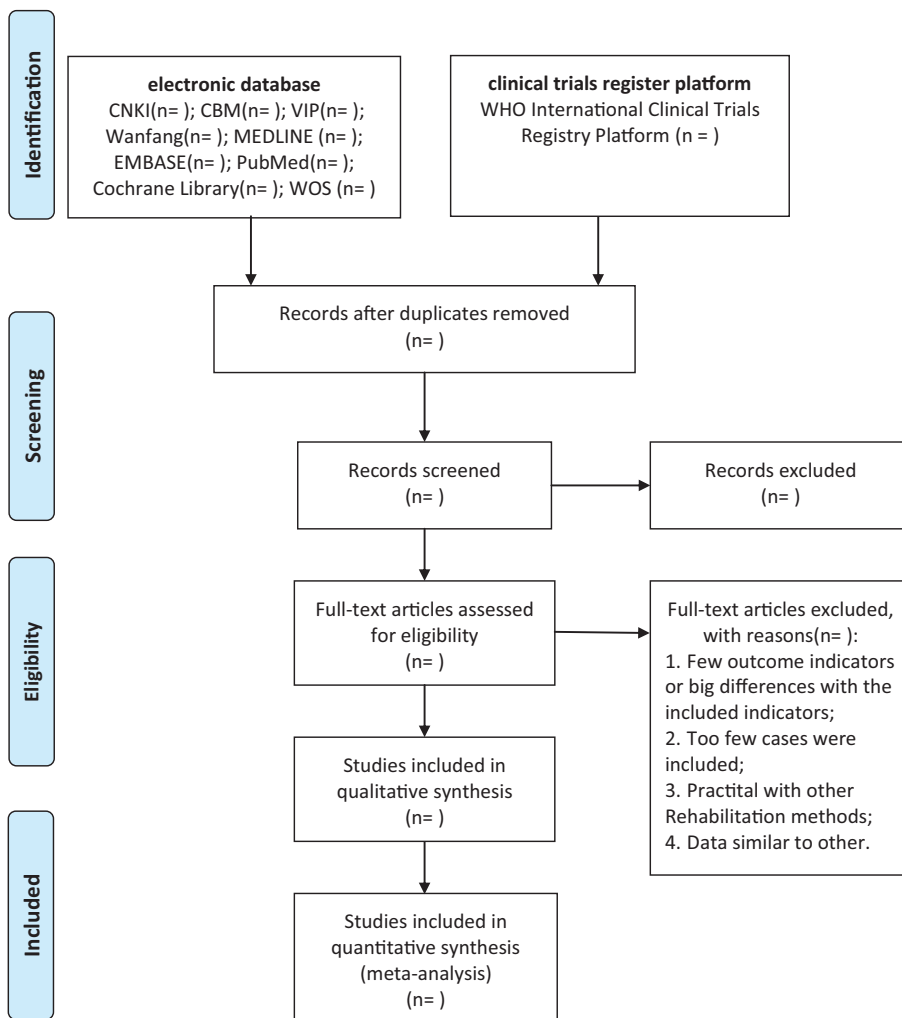 Identification
electronic database
CNKI(n= ); CBM(n= ); VIP(n= );
Wanfang(n= ); MEDLINE (n= );
EMBASE(n= ); PubMed(n= );
Cochrane Library(n= ); WOS (n= )
clinical trials register platform
WHO International Clinical Trials
Registry Platform (n = )
Screening
Records after duplicates removed
(n= )
Records screened
(n= )
Records excluded
(n= )
Eligibility
Full-text articles assessed
for eligibility
(n= )
Full-text articles excluded,
with reasons(n= ):
1. Few outcome indicators
or big differences with the
included indicators;
2. Too few cases were
included;
3. Practital with other
Rehabilitation methods;
4. Data similar to other.
Studies included in
qualitative synthesis
(n= )
Included
Studies included in
quantitative synthesis
(meta-analysis)
(n= )